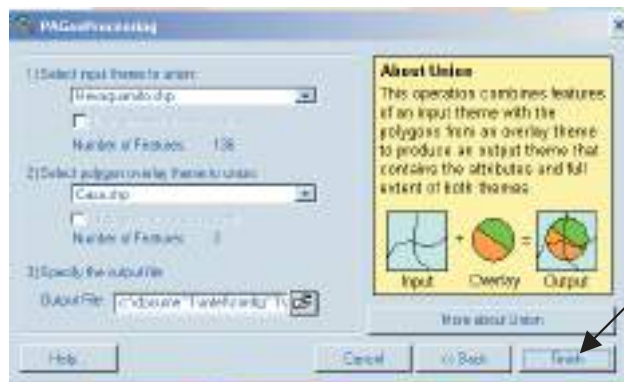 PAGeoProcessing
1) Select input theme to union:
Number of Features: 136
2) Select polygon overlay theme to union:
Number of Features:
3) Specify the output file
Output File:
Help
Cancel
<< Back
Finish
About Union
This operation combines features
of an input theme with the
polygons from an overlay theme
to produce an output theme that
contains the attributes and full
extent of both themes
Input
Overlay
Output
More about Union